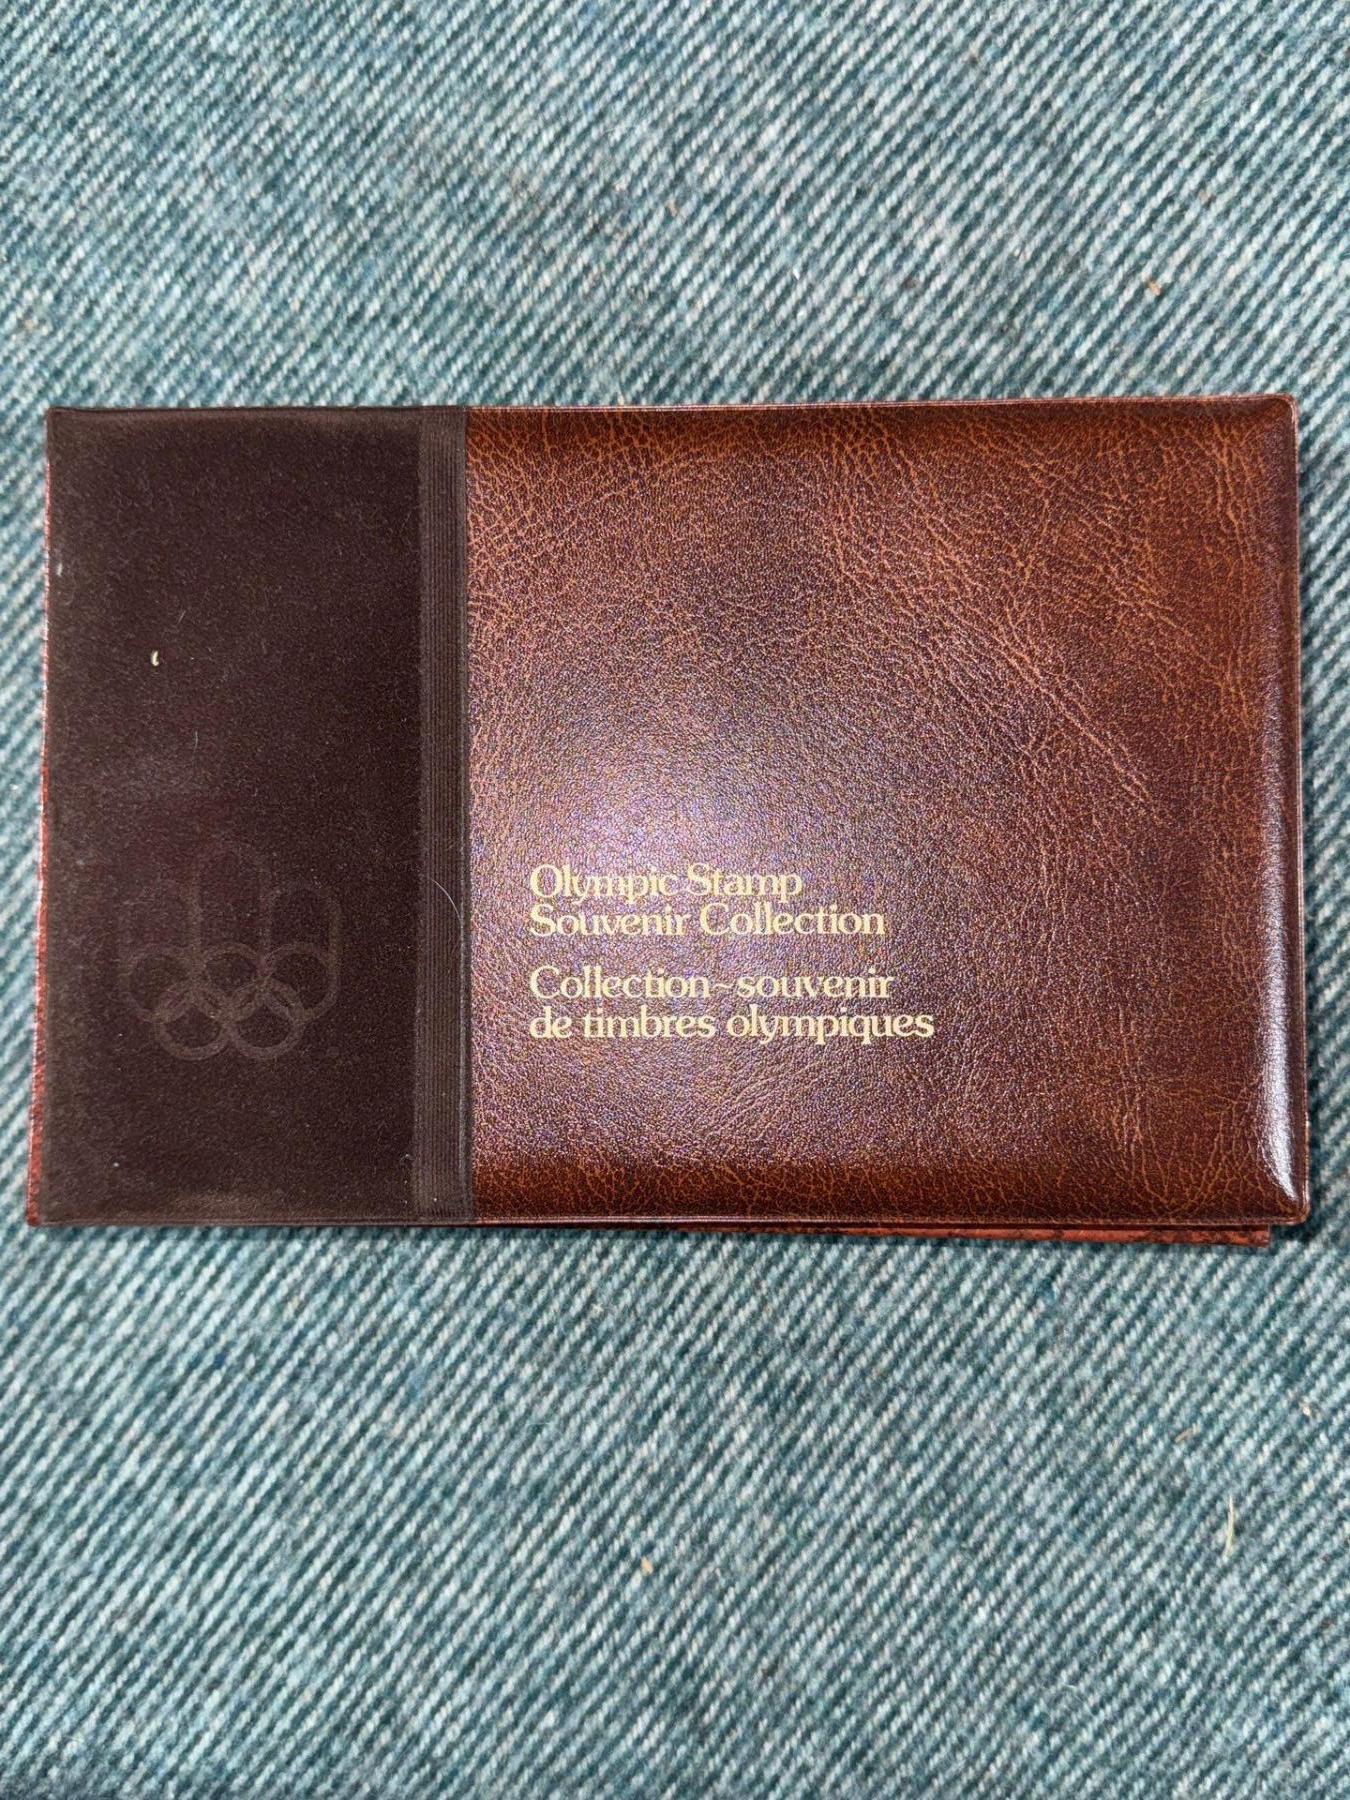 Olympic Stamp
Souvenir Collection
Collection-souvenir
de timbres olympiques